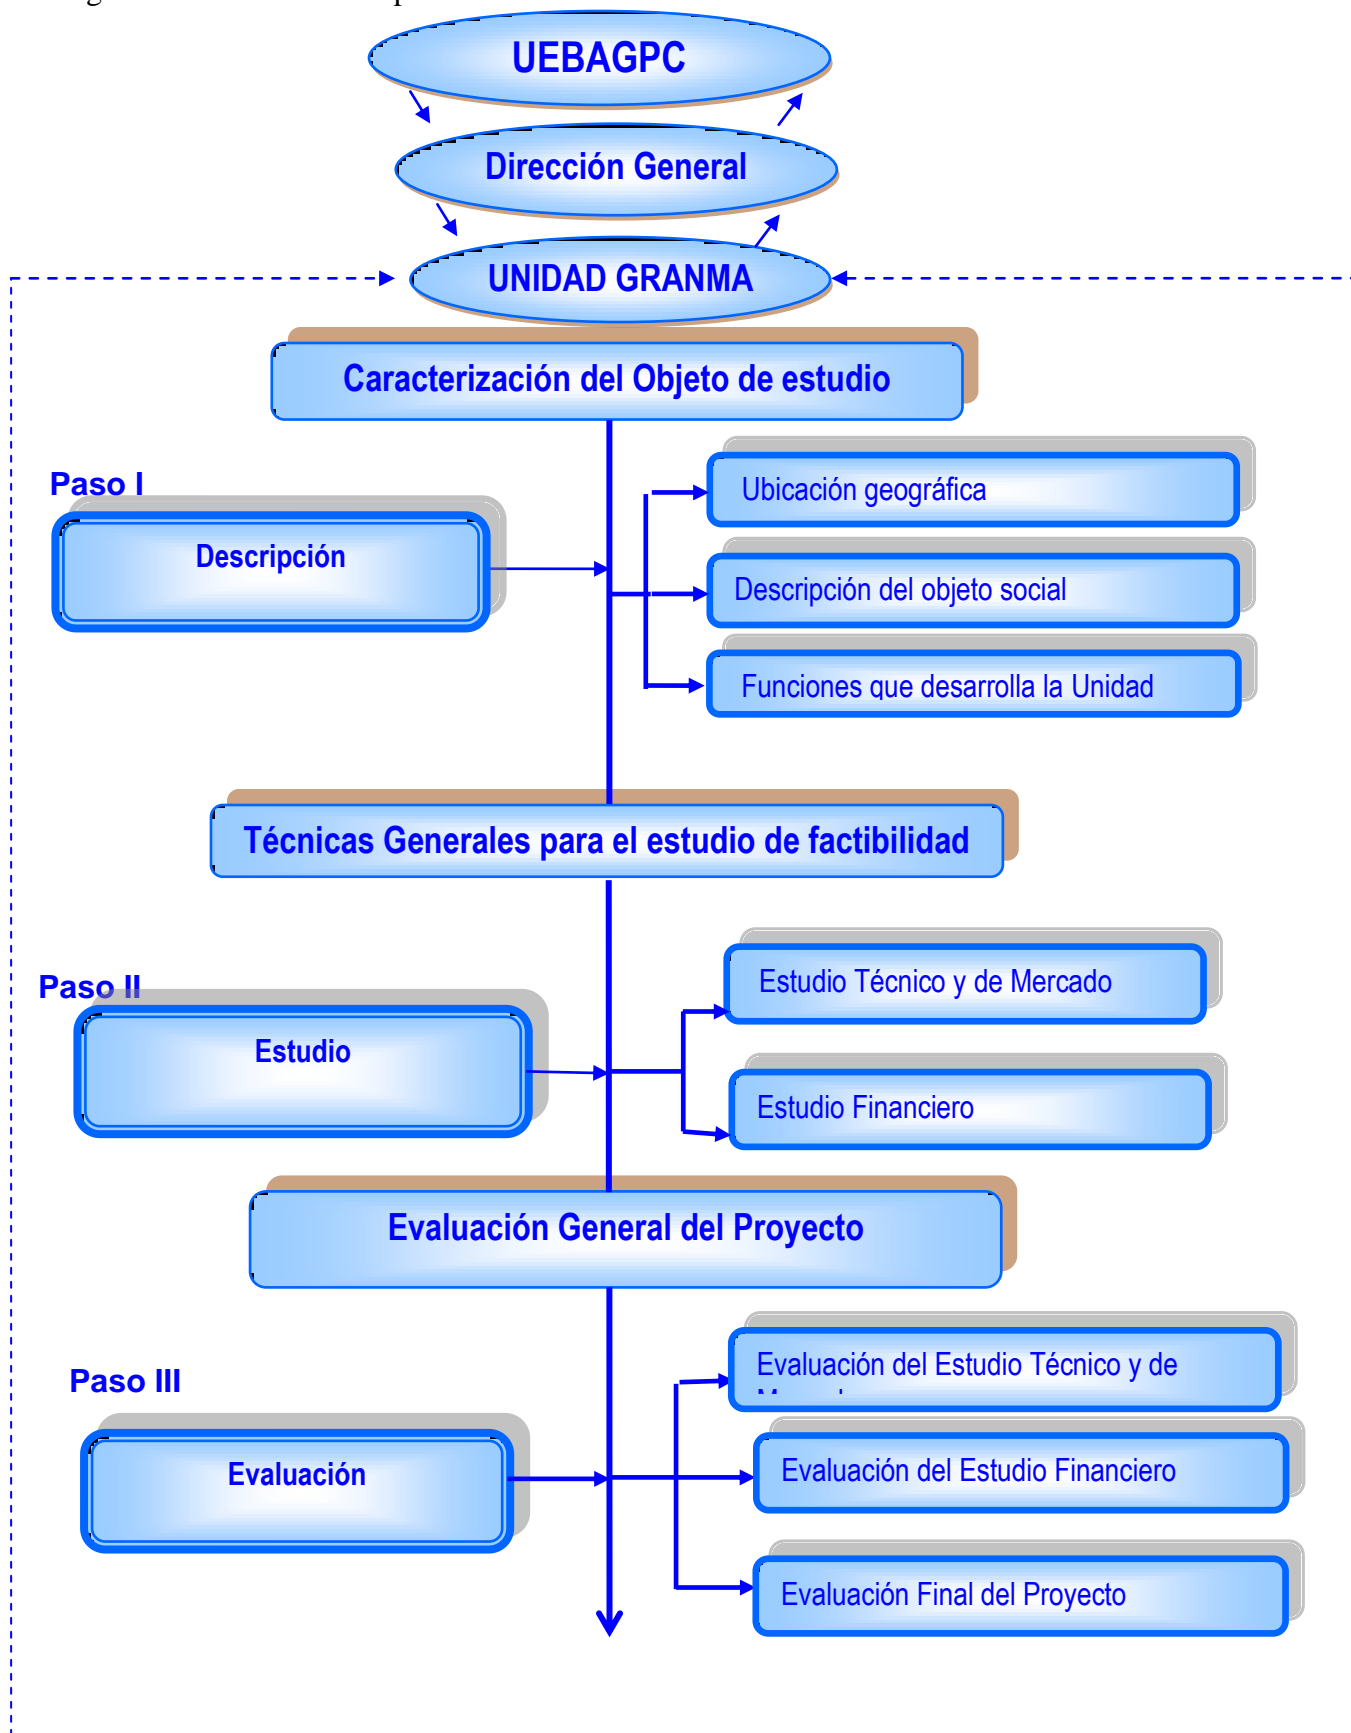 UEBAGPC
Dirección General
UNIDAD GRANMA
Caracterización del Objeto de estudio
Paso I
Descripción
Ubicación geográfica
Descripción del objeto social
Funciones que desarrolla la Unidad
Técnicas Generales para el estudio de factibilidad
Paso II
Estudio
Estudio Técnico y de Mercado
Estudio Financiero
Evaluación General del Proyecto
Paso III
Evaluación
Evaluación del Estudio Técnico y de
Evaluación del Estudio Financiero
Evaluación Final del Proyecto